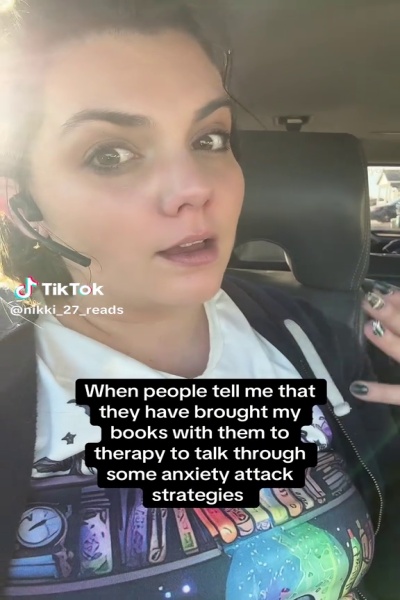 TikTok
@nikki_27_reads
When people tell me that
they have brought my
books with them to
therapy to talk through
some anxiety attack
strategies